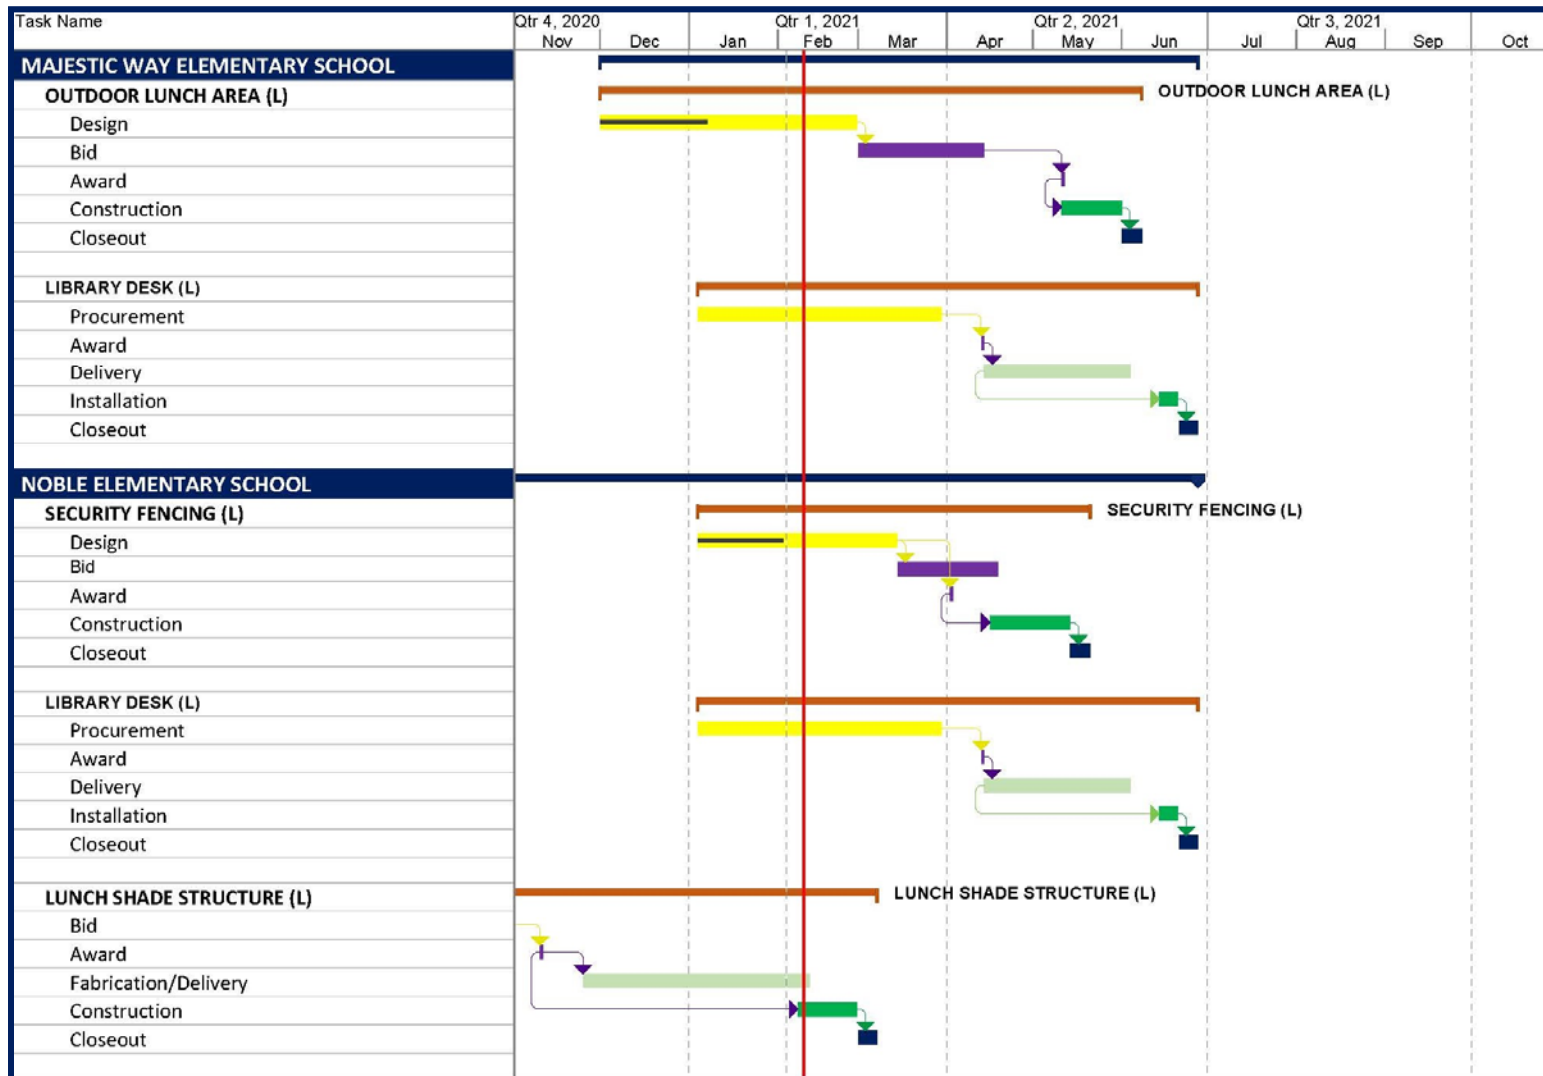 Task Name Qtr 4, 2020 Qtr 1, 2021 Qtr 2, 2021 Qtr 3, 2021
Nov Dec Jan Feb Mar Apr May Jun Jul Aug Sep Oct
MAJESTIC WAY ELEMENTARY SCHOOL
OUTDOOR LUNCH AREA (L) OUTDOOR LUNCH AREA (L)
Design
Bid
Award
Construction
Closeout
LIBRARY DESK (L)
Procurement
Award
Delivery
Installation
Closeout
NOBLE ELEMENTARY SCHOOL
SECURITY FENCING (L) SECURITY FENCING (L)
Design
Bid
Award
Construction
Closeout
LIBRARY DESK (L)
Procurement
Award
Delivery
Installation
Closeout
LUNCH SHADE STRUCTURE (L) LUNCH SHADE STRUCTURE (L)
Bid
Award
Fabrication/Delivery
Construction
Closeout